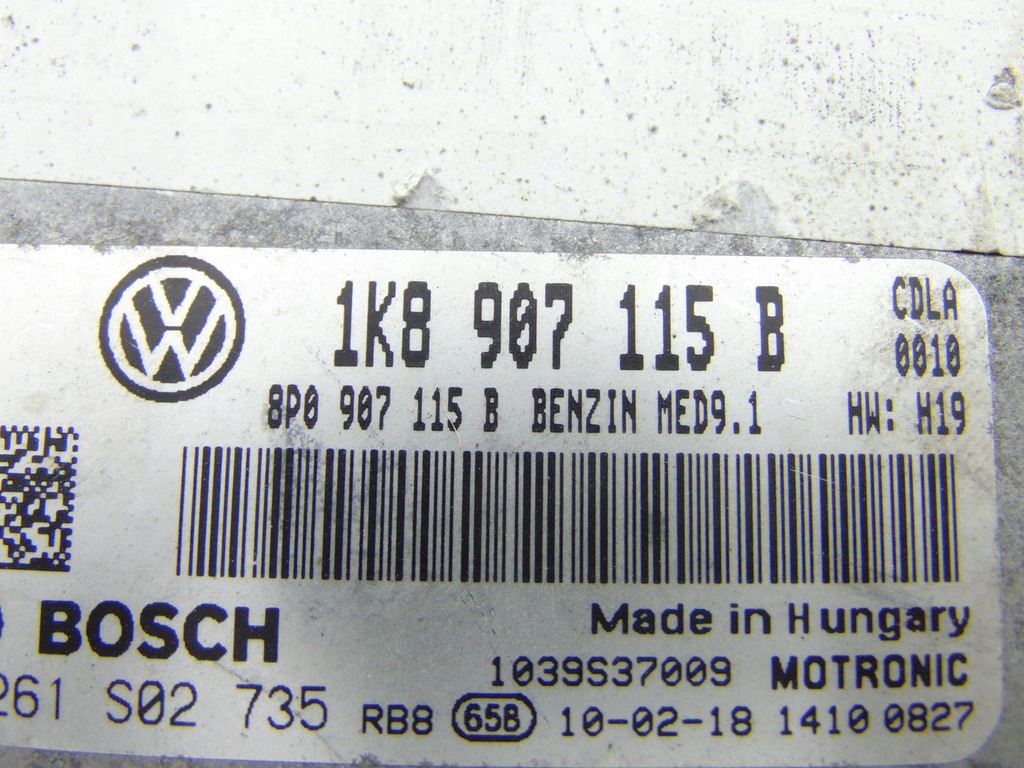 1K8 907 115 B
CDLA
0010
8P0 907 115 B BENZIN MED9.1
HW: H19
BOSCH
Made in Hungary
1039S37009 MOTRONIC
261 S02 735
RB8 65B 10-02-18 1410 0827